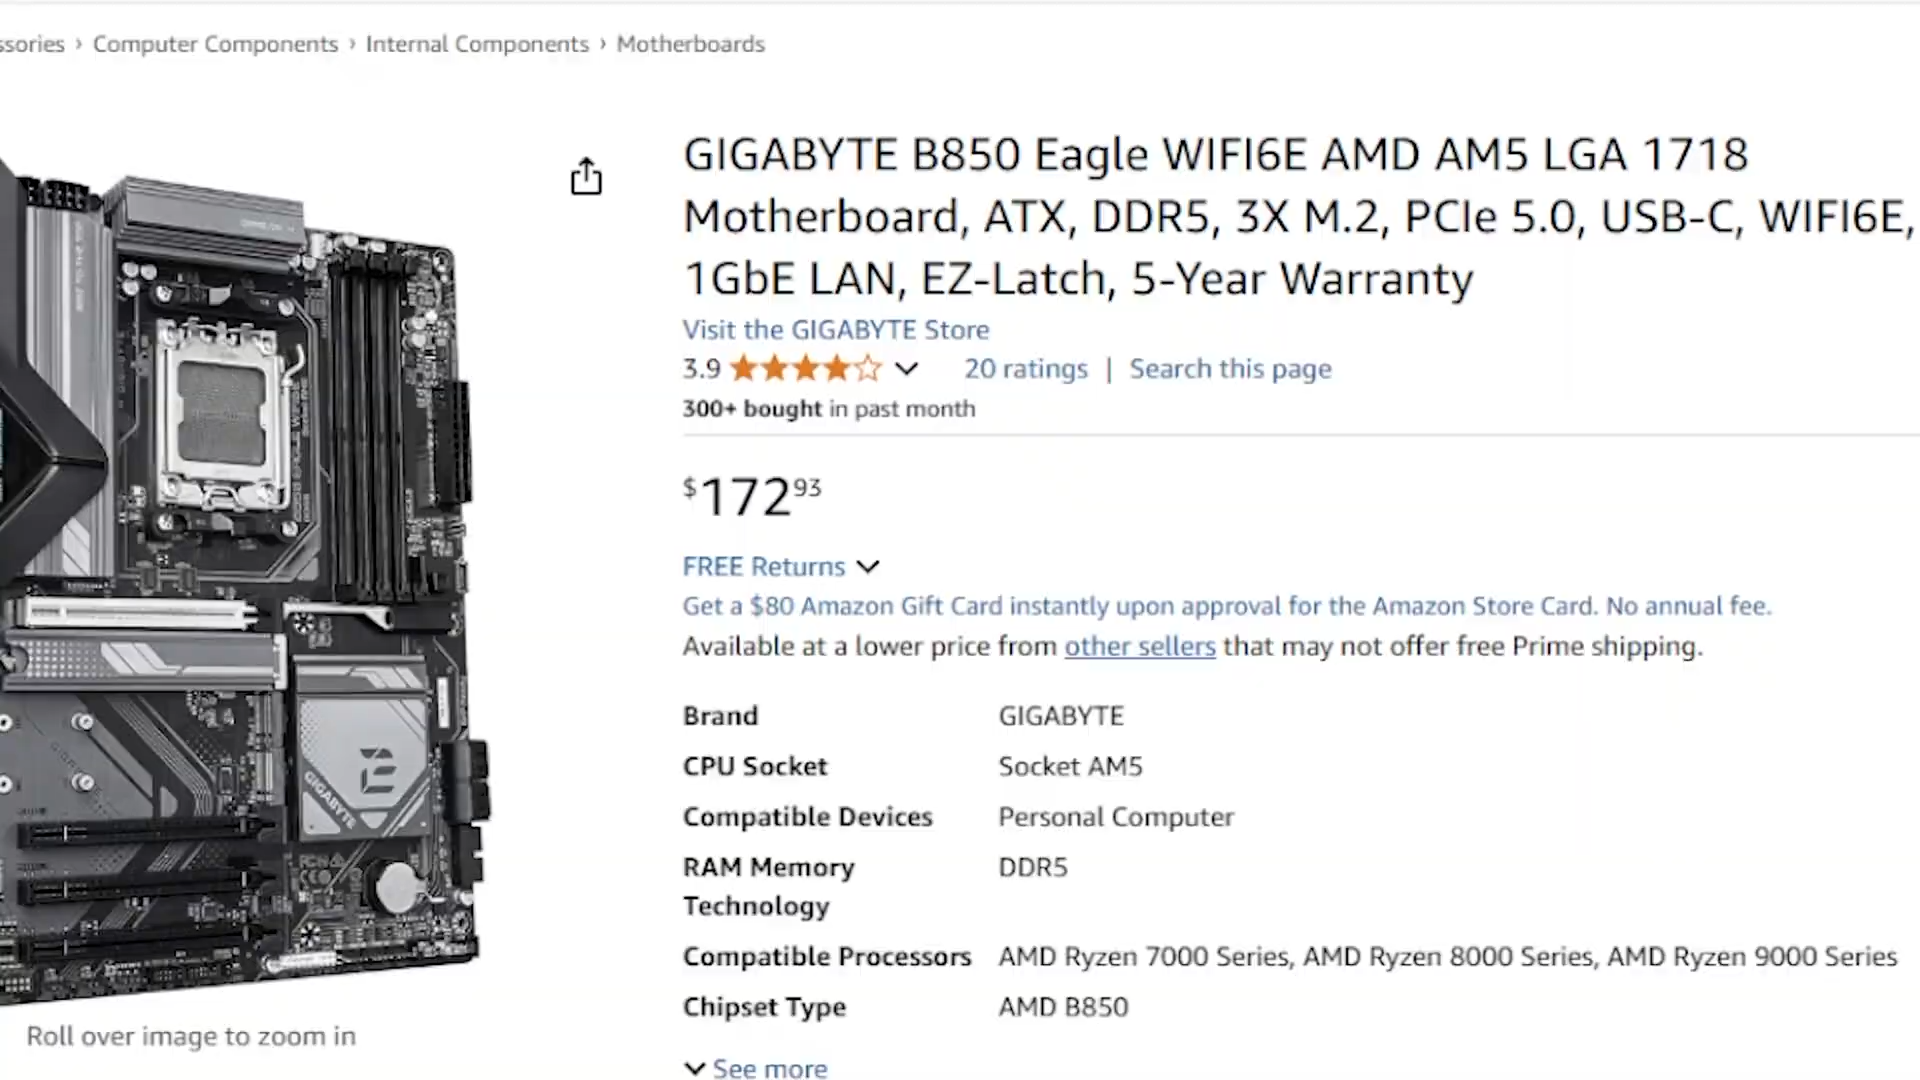 ssories › Computer Components › Internal Components › Motherboards
GIGABYTE B850 Eagle WIFI6E AMD AM5 LGA 1718
Motherboard, ATX, DDR5, 3X M.2, PCIe 5.0, USB-C, WIFI6E,
1GbE LAN, EZ-Latch, 5-Year Warranty
Visit the GIGABYTE Store
3.9 20 ratings | Search this page
300+ bought in past month
$172 93
FREE Returns
Get a $80 Amazon Gift Card instantly upon approval for the Amazon Store Card. No annual fee.
Available at a lower price from other sellers that may not offer free Prime shipping.
Brand GIGABYTE
CPU Socket Socket AM5
Compatible Devices Personal Computer
RAM Memory DDR5
Technology
Compatible Processors AMD Ryzen 7000 Series, AMD Ryzen 8000 Series, AMD Ryzen 9000 Series
Chipset Type AMD B850
See more
GIGABYTE
Roll over image to zoom in